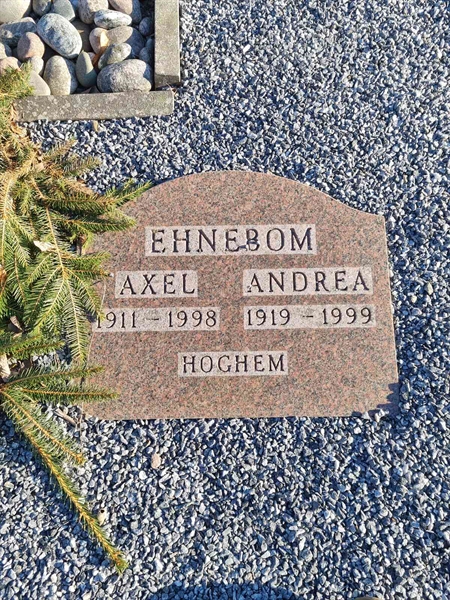 EHNEBOM
AXEL ANDREA
1911 - 1998 1919 - 1999
HOGHEM